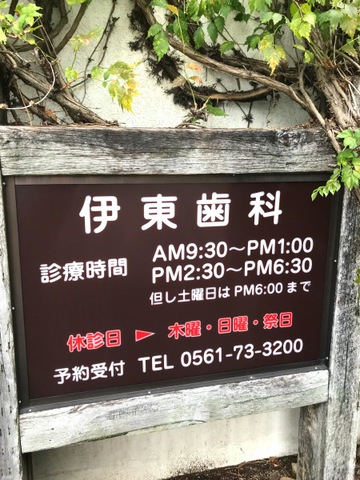 伊東歯科
診療時間 AM9:30～PM1:00
PM2:30～PM6:30
但し土曜日はPM6:00まで
休診日 ▶ 木曜・日曜・祭日
予約受付 TEL 0561-73-3200